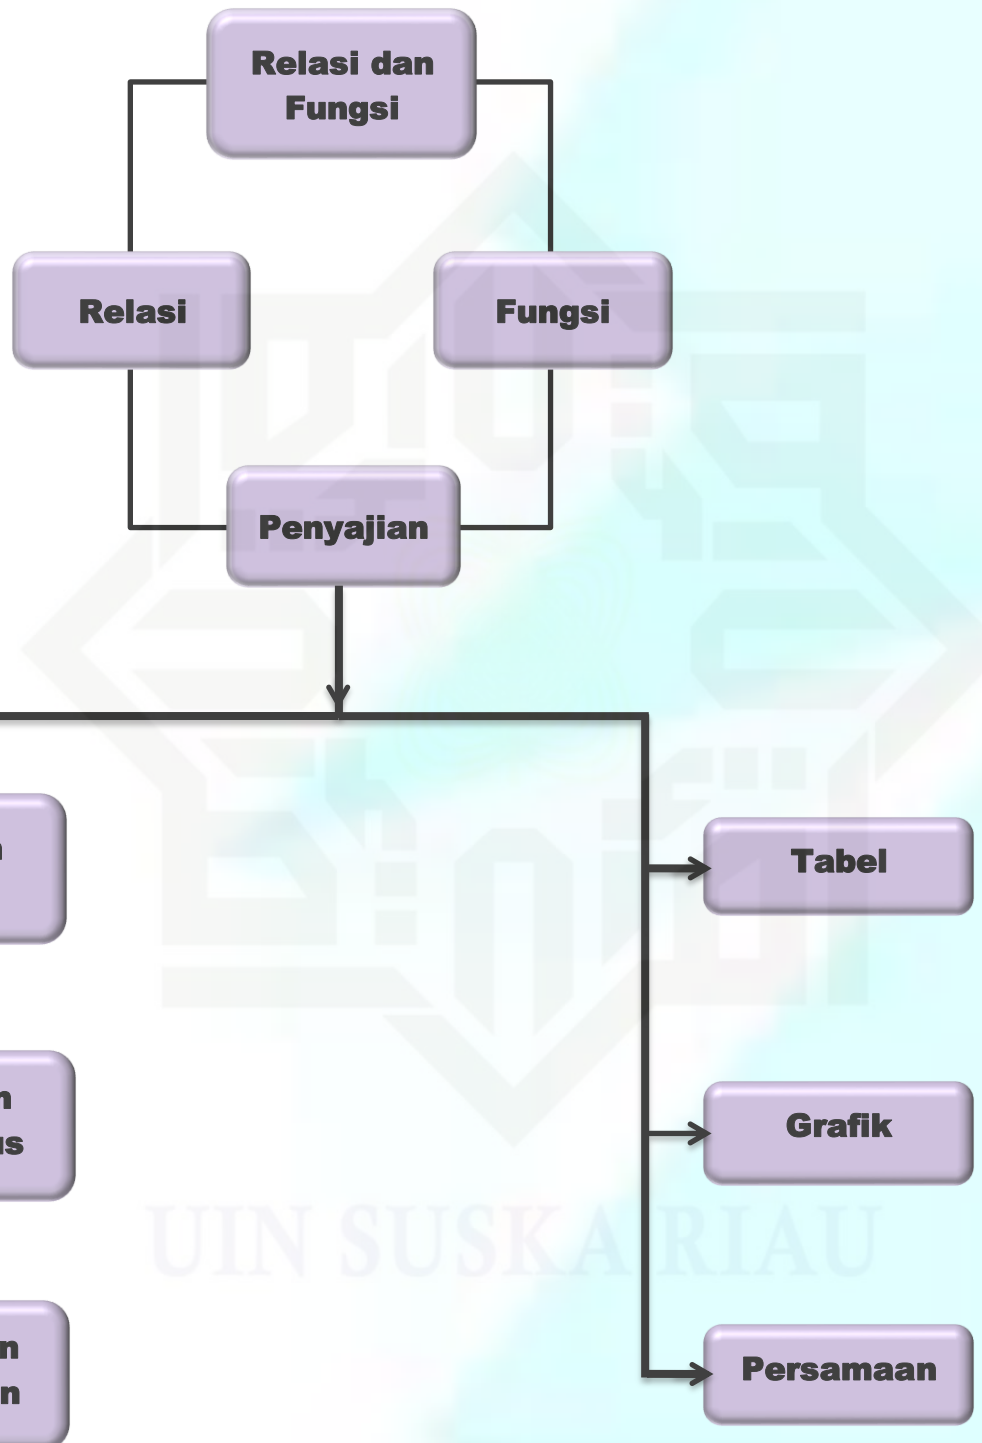 Relasi dan
Fungsi
Relasi
Fungsi
Penyajian
Tabel
Grafik
Persamaan
UIN SUSKA RIAU